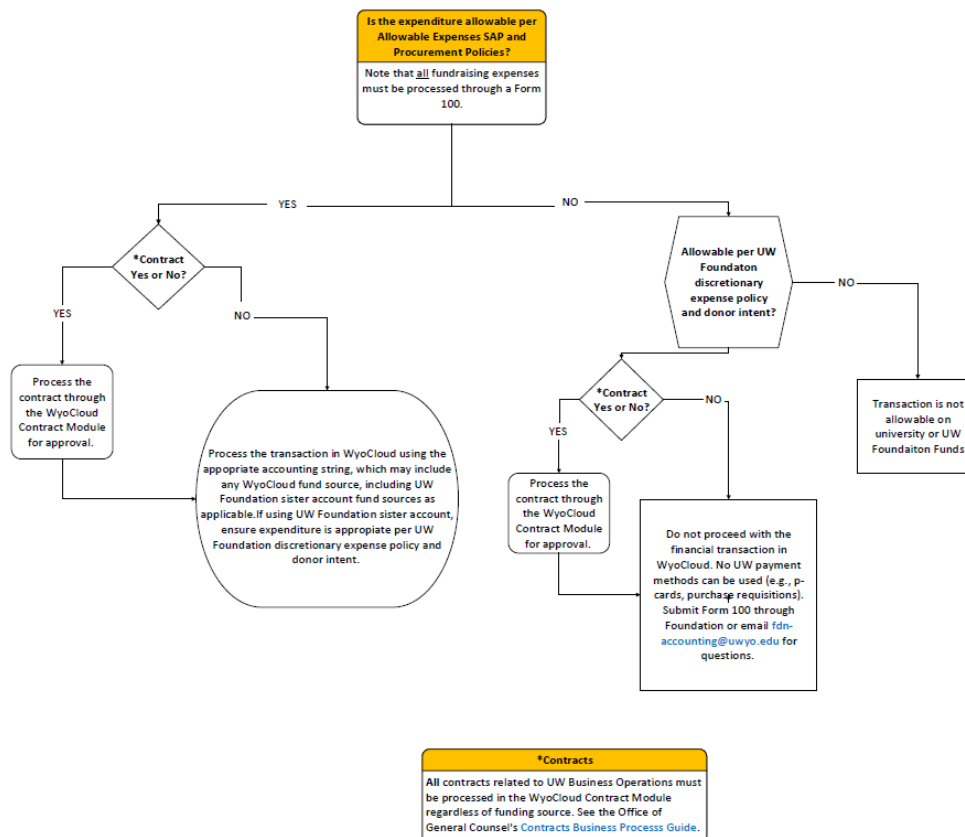 Is the expenditure allowable per
Allowable Expenses SAP and
Procurement Policies?
Note that all fundraising expenses
must be processed through a Form
100.
YES
NO
*Contract
Yes or No?
YES
NO
Process the
contract through
the WyoCloud
Contract Module
for approval.
Process the transaction in WyoCloud using the
appopriate accounting string, which may include
any WyoCloud fund source, including UW
Foundation sister account fund sources as
applicable.If using UW Foundation sister account,
ensure expenditure is appropiate per UW
Foundation discretionary expense policy and
donor intent.
Allowable per UW
Foundaton
discretionary
expense policy
and donor intent?
NO
*Contract
Yes or No?
YES
NO
Process the
contract through
the WyoCloud
Contract Module
for approval.
Do not proceed with the
financial transaction in
WyoCloud. No UW payment
methods can be used (e.g., p-
cards, purchase requisitions).
Submit Form 100 through
Foundation or email fdn-
accounting@uwyo.edu for
questions.
Transaction is not
allowable on
university or UW
Foundaiton Funds
*Contracts
All contracts related to UW Business Operations must
be processed in the WyoCloud Contract Module
regardless of funding source. See the Office of
General Counsel's Contracts Business Processs Guide.